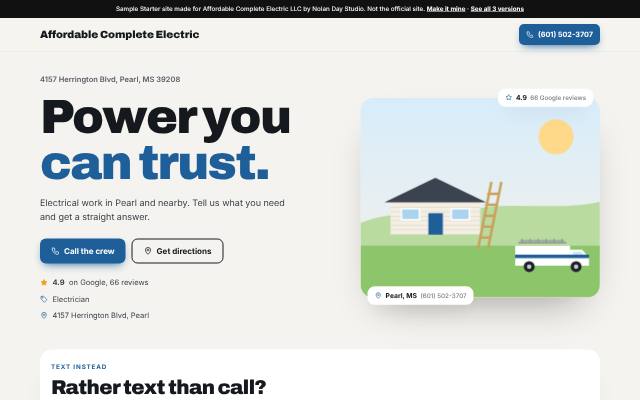 Sample Starter site made for Affordable Complete Electric LLC by Nolan Day Studio. Not the official site. Make it mine · See all 3 versions
Affordable Complete Electric
(601) 502-3707
4157 Herrington Blvd, Pearl, MS 39208
Power you
can trust.
Electrical work in Pearl and nearby. Tell us what you need
and get a straight answer.
Call the crew
Get directions
4.9 on Google, 66 reviews
Electrician
4157 Herrington Blvd, Pearl
4.9 66 Google reviews
Pearl, MS (601) 502-3707
TEXT INSTEAD
Rather text than call?